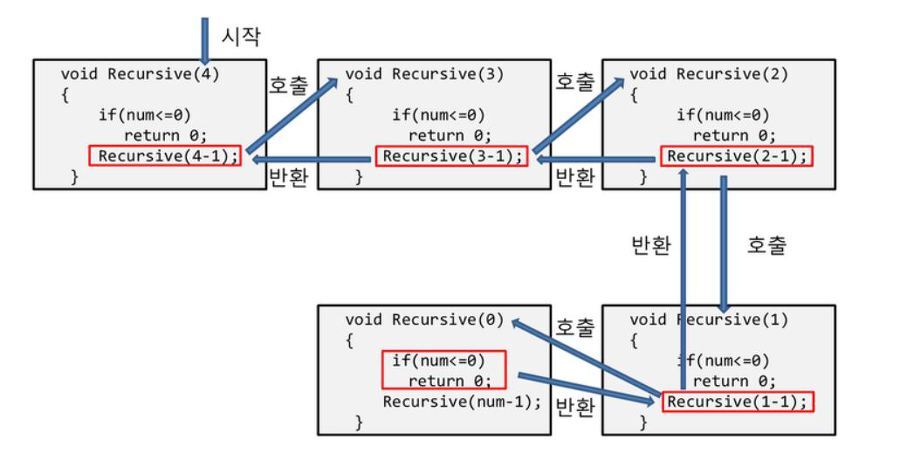 시작
void Recursive(4)
{
if(num<=0)
return 0;
Recursive(4-1);
}
호출
반환
void Recursive(3)
{
if(num<=0)
return 0;
Recursive(3-1);
}
호출
반환
void Recursive(2)
{
if(num<=0)
return 0;
Recursive(2-1);
}
반환
호출
void Recursive(0)
{
if(num<=0)
return 0;
Recursive(num-1);
}
호출
반환
void Recursive(1)
{
if(num<=0)
return 0;
Recursive(1-1);
}